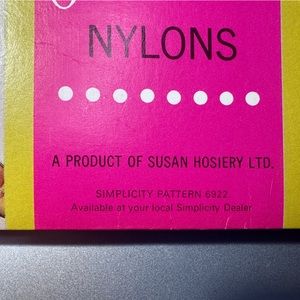 NYLONS
A PRODUCT OF SUSAN HOSIERY LTD.
SIMPLICITY PATTERN 6922
Available at your local Simplicity Dealer